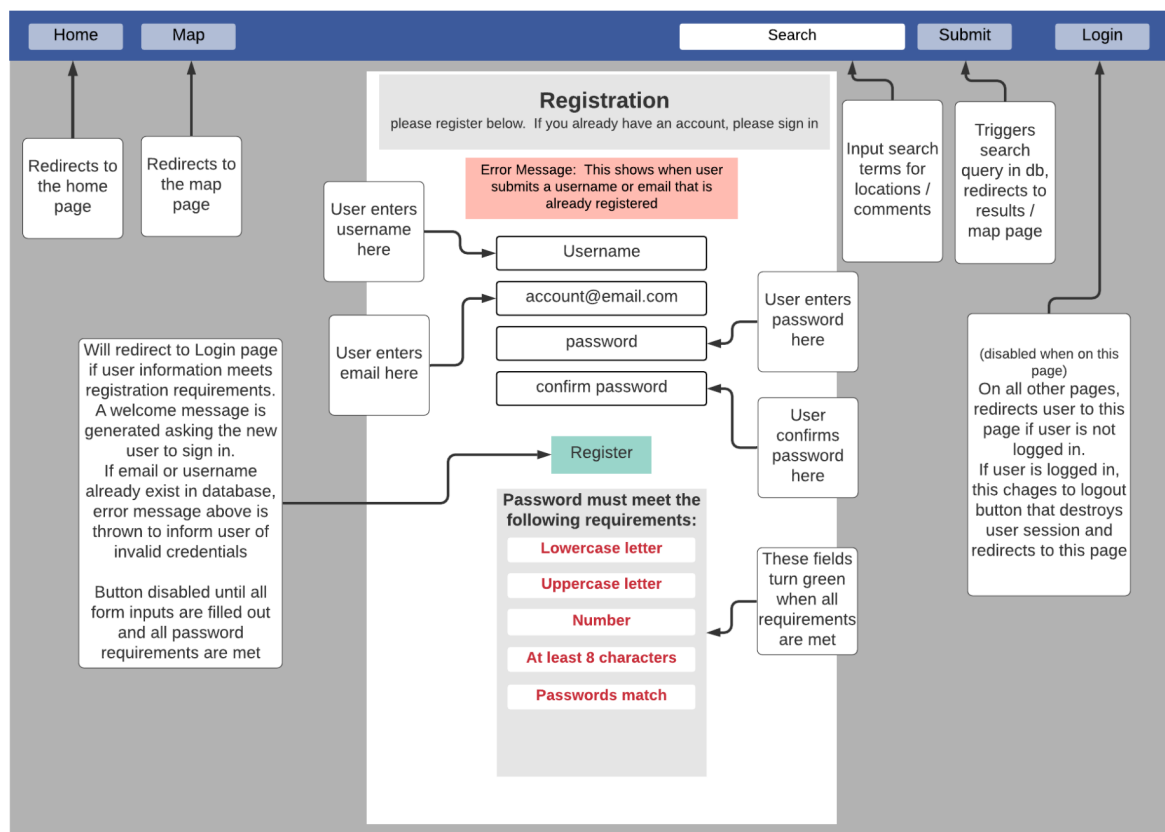 Home
Map
Search
Submit
Login
Registration
please register below.  If you already have an account, please sign in
Error Message:  This shows when user
submits a username or email that is
already registered
Redirects to
the home
page
Redirects to
the map
page
User enters
username
here
Input search
terms for
locations /
comments
Triggers
search
query in db,
redirects to
results /
map page
Username
account@email.com
password
confirm password
User enters
email here
User enters
password
here
User
confirms
password
here
(disabled when on this
page)
On all other pages,
redirects user to this
page if user is not
logged in.
If user is logged in,
this chages to logout
button that destroys
user session and
redirects to this page
Will redirect to Login page
if user information meets
registration requirements.
A welcome message is
generated asking the new
user to sign in.
If email or username
already exist in database,
error message above is
thrown to inform user of
invalid credentials
Button disabled until all
form inputs are filled out
and all password
requirements are met
Register
Password must meet the
following requirements:
Lowercase letter
Uppercase letter
Number
At least 8 characters
Passwords match
These fields
turn green
when all
requirements
are met